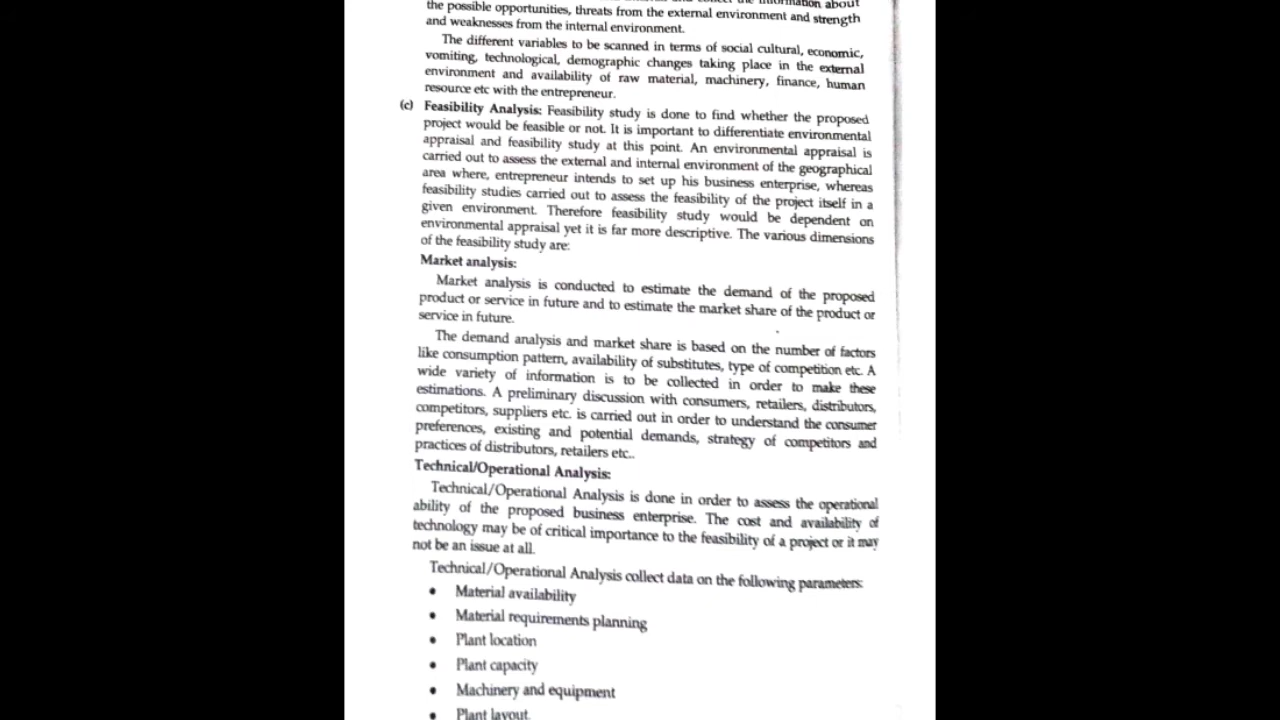 the information about
the possible opportunities, threats from the external environment and strength
and weaknesses from the internal environment.
The different variables to be scanned in terms of social cultural, economic,
vomiting, technological, demographic changes taking place in the external
environment and availability of raw material, machinery, finance, human
resource etc with the entrepreneur.
(c) Feasibility Analysis: Feasibility study is done to find whether the proposed
project would be feasible or not. It is important to differentiate environmental
appraisal and feasibility study at this point. An environmental appraisal is
carried out to assess the external and internal environment of the geographical
area where, entrepreneur intends to set up his business enterprise, whereas
feasibility studies carried out to assess the feasibility of the project itself in a
given environment. Therefore feasibility study would be dependent on
environmental appraisal yet it is far more descriptive. The various dimensions
of the feasibility study are:
Market analysis:
Market analysis is conducted to estimate the demand of the proposed
product or service in future and to estimate the market share of the product or
service in future.
The demand analysis and market share is based on the number of factors
like consumption pattern, availability of substitutes, type of competition etc. A
wide variety of information is to be collected in order to make these
estimations. A preliminary discussion with consumers, retailers, distributors,
competitors, suppliers etc. is carried out in order to understand the consumer
preferences, existing and potential demands, strategy of competitors and
practices of distributors, retailers etc..
Technical/Operational Analysis:
Technical/Operational Analysis is done in order to assess the operational
ability of the proposed business enterprise. The cost and availability of
technology may be of critical importance to the feasibility of a project or it may
not be an issue at all.
Technical/Operational Analysis collect data on the following parameters:
• Material availability
• Material requirements planning
• Plant location
• Plant capacity
• Machinery and equipment
• Plant layout